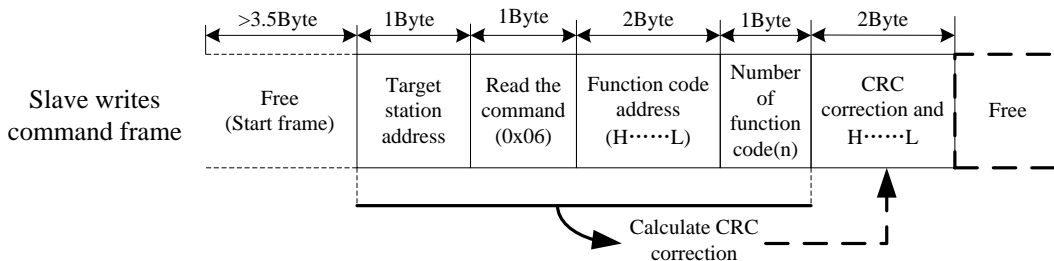 >3.5Byte
1Byte
1Byte
2Byte
1Byte
2Byte
Slave writes
command frame
Free
(Start frame)
Target
station
address
Read the
command
(0x06)
Function code
address
(H······L)
Number
of
function
code(n)
CRC
correction and
H······L
Free
Calculate CRC
correction